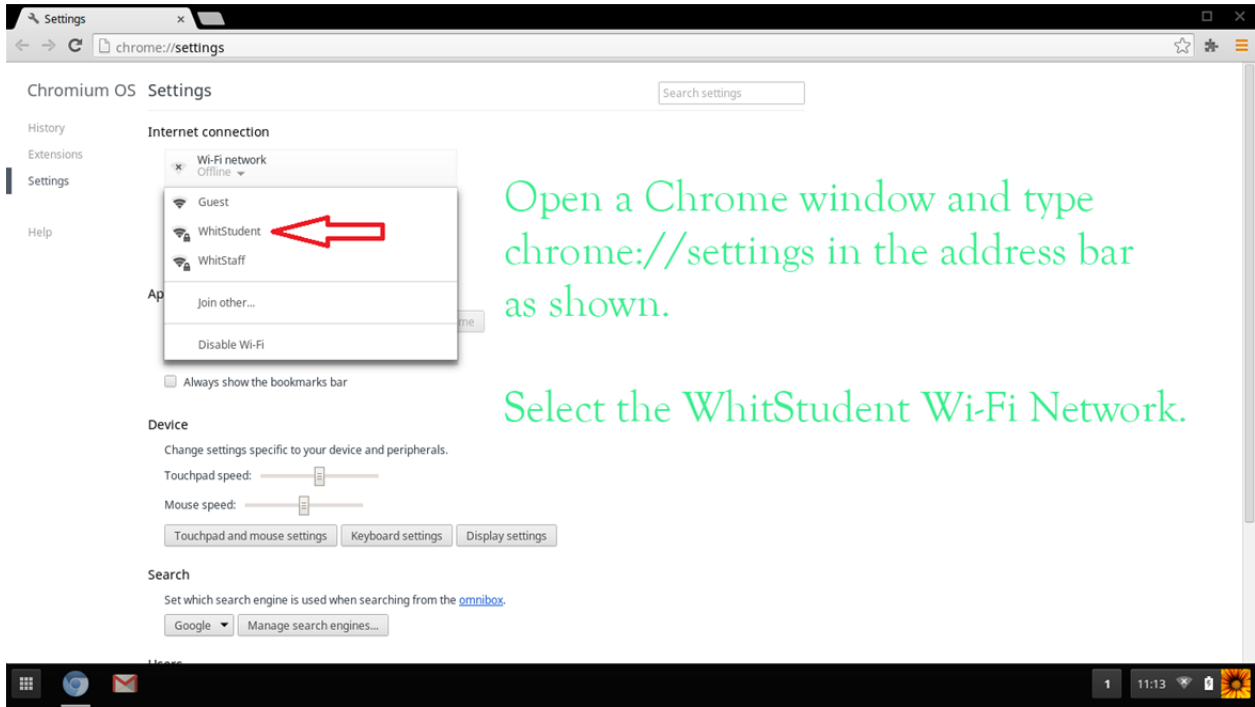 Settings
chrome://settings
Chromium OS
Settings
Search settings
History
Extensions
Settings
Help
Internet connection
Wi-Fi network
Offline
Guest
WhitStudent
WhitStaff
Join other...
Disable Wi-Fi
Ap
me
Always show the bookmarks bar
Open a Chrome window and type
chrome://settings in the address bar
as shown.
Select the WhitStudent Wi-Fi Network.
Device
Change settings specific to your device and peripherals.
Touchpad speed:
Mouse speed:
Touchpad and mouse settings
Keyboard settings
Display settings
Search
Set which search engine is used when searching from the omnibox.
Google
Manage search engines...
Users
1
11:13